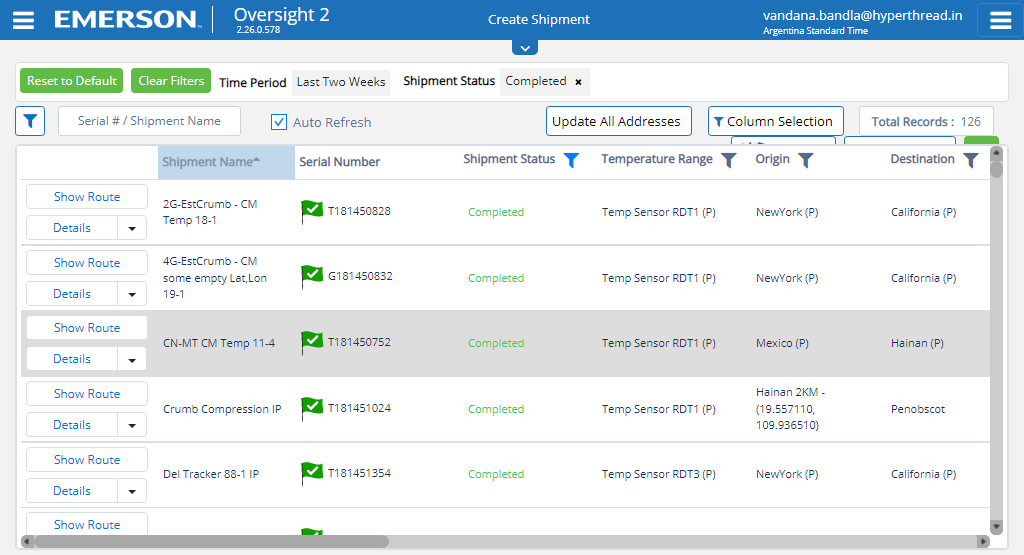 EMERSON
Oversight 2
2.26.0.578
Create Shipment
vandana.bandla@hyperthread.in
Argentina Standard Time
Reset to Default Clear Filters Time Period Last Two Weeks Shipment Status Completed ×
Serial # / Shipment Name Auto Refresh Update All Addresses Column Selection Total Records : 126
Shipment Name Serial Number Shipment Status Temperature Range Origin Destination
Show Route
Details
2G-EstCrumb - CM
Temp 18-1
T181450828 Completed Temp Sensor RDT1 (P) NewYork (P) California (P)
Show Route
Details
4G-EstCrumb - CM
some empty Lat,Lon
19-1
G181450832 Completed Temp Sensor RDT1 (P) NewYork (P) California (P)
Show Route
Details
CN-MT CM Temp 11-4 T181450752 Completed Temp Sensor RDT1 (P) Mexico (P) Hainan (P)
Show Route
Details
Crumb Compression IP T181451024 Completed Temp Sensor RDT1 (P)
Hainan 2KM -
(19.557110,
109.936510)
Penobscot
Show Route
Details
Del Tracker 88-1 IP T181451354 Completed Temp Sensor RDT3 (P) NewYork (P) California (P)
Show Route